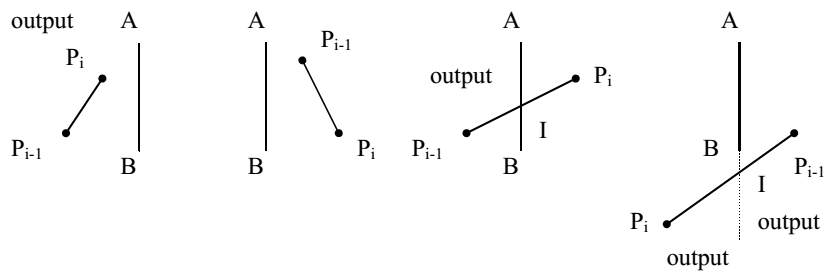 output A
P_i
P_{i-1}
B
A
P_{i-1}
P_i
B
A
output P_i
P_{i-1} I
B
A
B
I P_{i-1}
P_i output
output